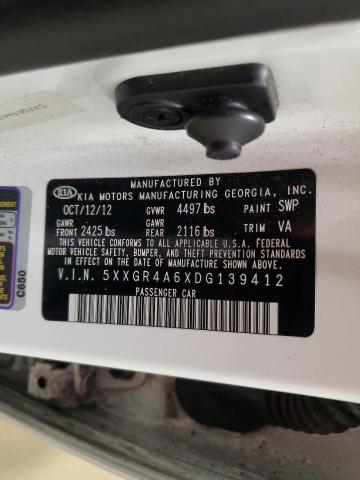 MANUFACTURED BY
KIA KIA MOTORS MANUFACTURING GEORGIA, INC.
OCT/12/12 GVWR 4497 lbs PAINT SWP
GAWR GAWR
FRONT 2425 lbs REAR 2116 lbs TRIM VA
THIS VEHICLE CONFORMS TO ALL APPLICABLE U.S.A. FEDERAL
MOTOR VEHICLE SAFETY, BUMPER, AND THEFT PREVENTION STANDARDS
IN EFFECT ON THE DATE OF MANUFACTURE SHOWN ABOVE.
V.I.N. 5XXGR4A6XDG139412
PASSENGER CAR
C650